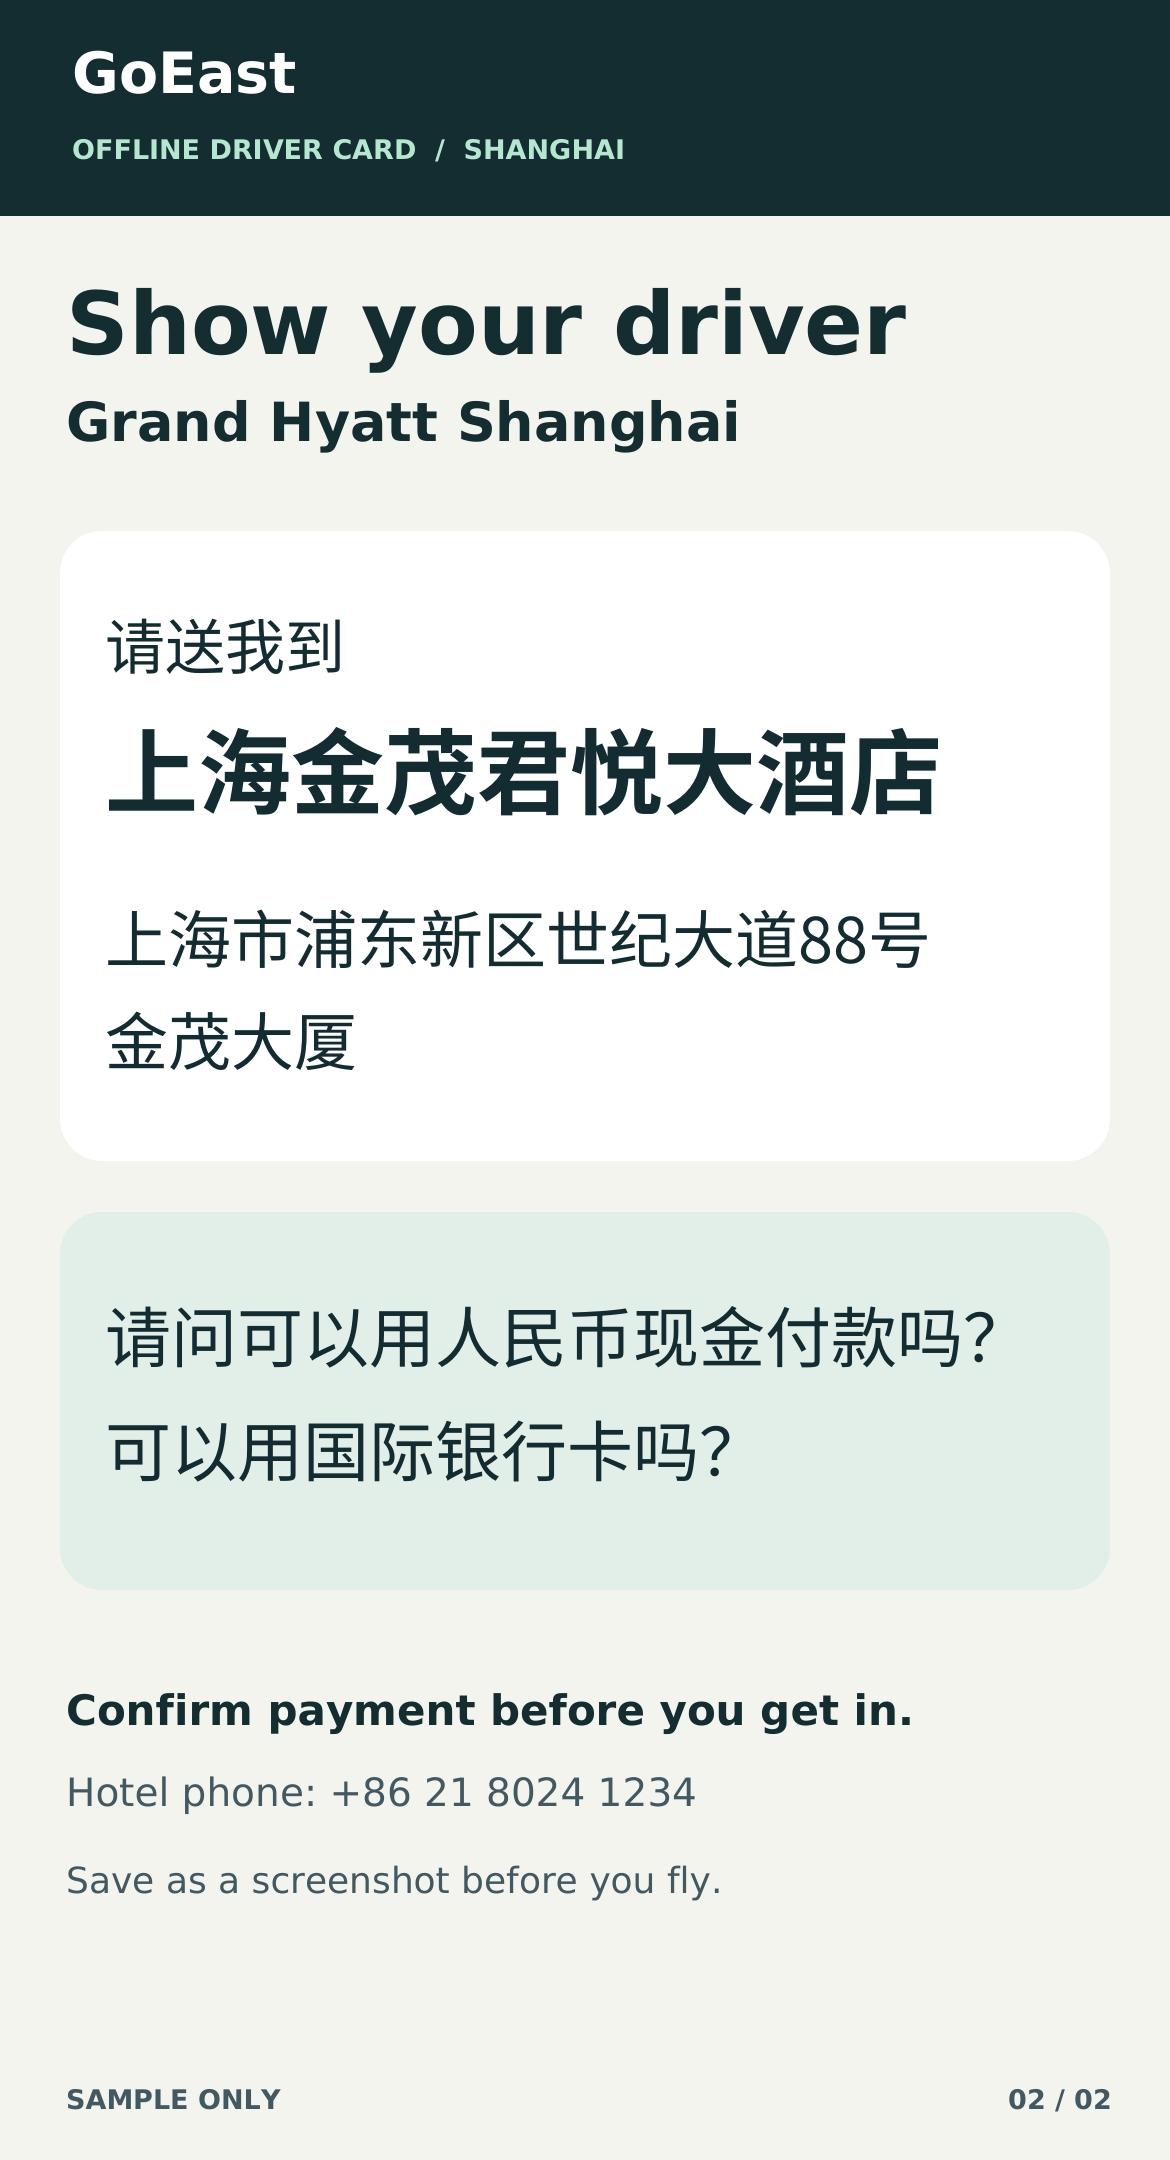 GoEast
OFFLINE DRIVER CARD / SHANGHAI
Show your driver
Grand Hyatt Shanghai
请送我到
上海金茂君悦大酒店
上海市浦东新区世纪大道88号
金茂大厦
请问可以用人民币现金付款吗？
可以用国际银行卡吗？
Confirm payment before you get in.
Hotel phone: +86 21 8024 1234
Save as a screenshot before you fly.
SAMPLE ONLY
02 / 02